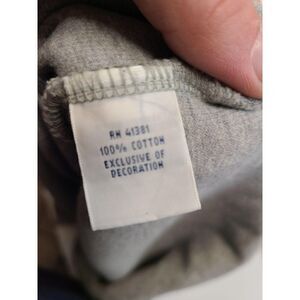 RN 41381
100% COTTON
EXCLUSIVE OF
DECORATION